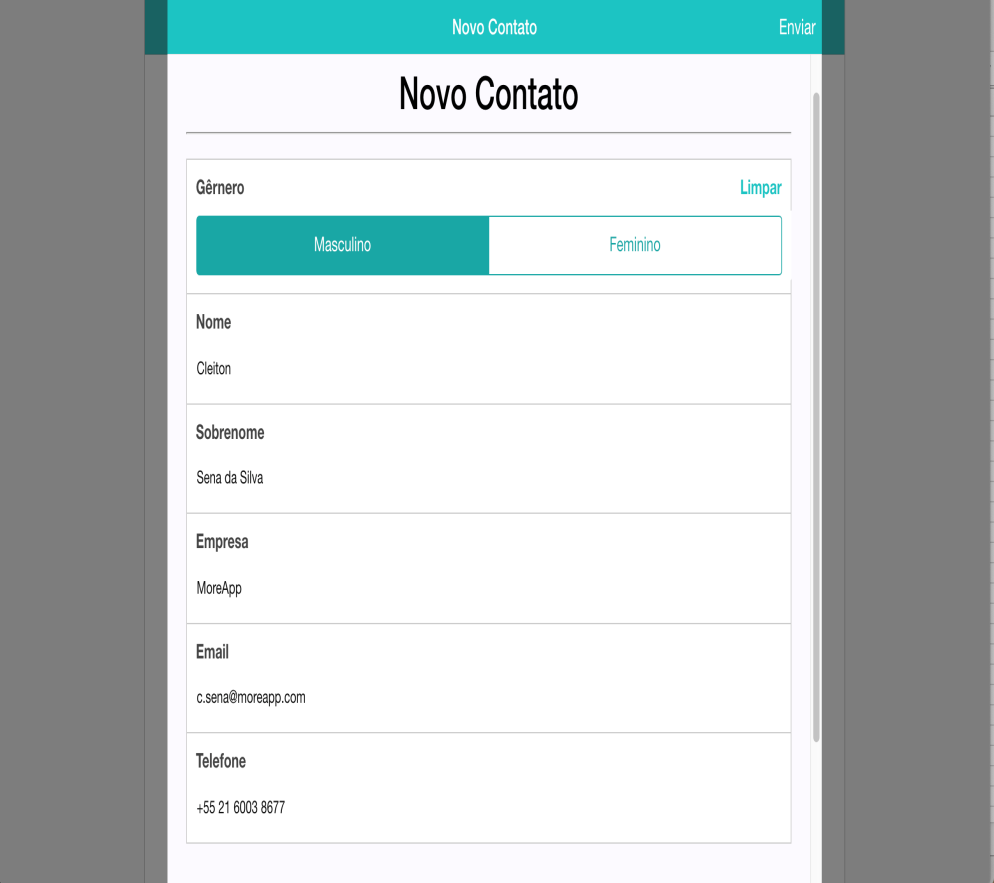 Novo Contato
Enviar
Novo Contato
Gêrnero
Limpar
Masculino
Feminino
Nome
Cleiton
Sobrenome
Sena da Silva
Empresa
MoreApp
Email
c.sena@moreapp.com
Telefone
+55 21 6003 8677